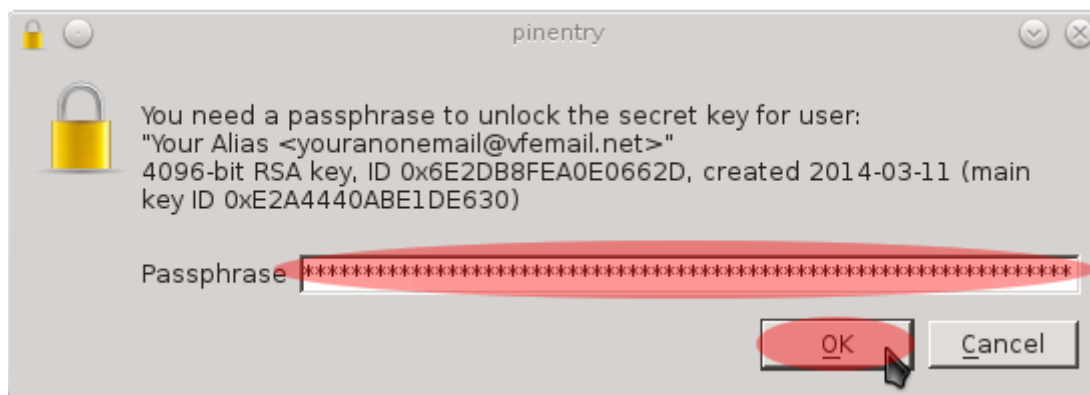 pinentry
You need a passphrase to unlock the secret key for user:
"Your Alias <youranonemail@vfemail.net>"
4096-bit RSA key, ID 0x6E2DB8FEA0E0662D, created 2014-03-11 (main
key ID 0xE2A4440ABE1DE630)
Passphrase ****************************************************************
OK Cancel